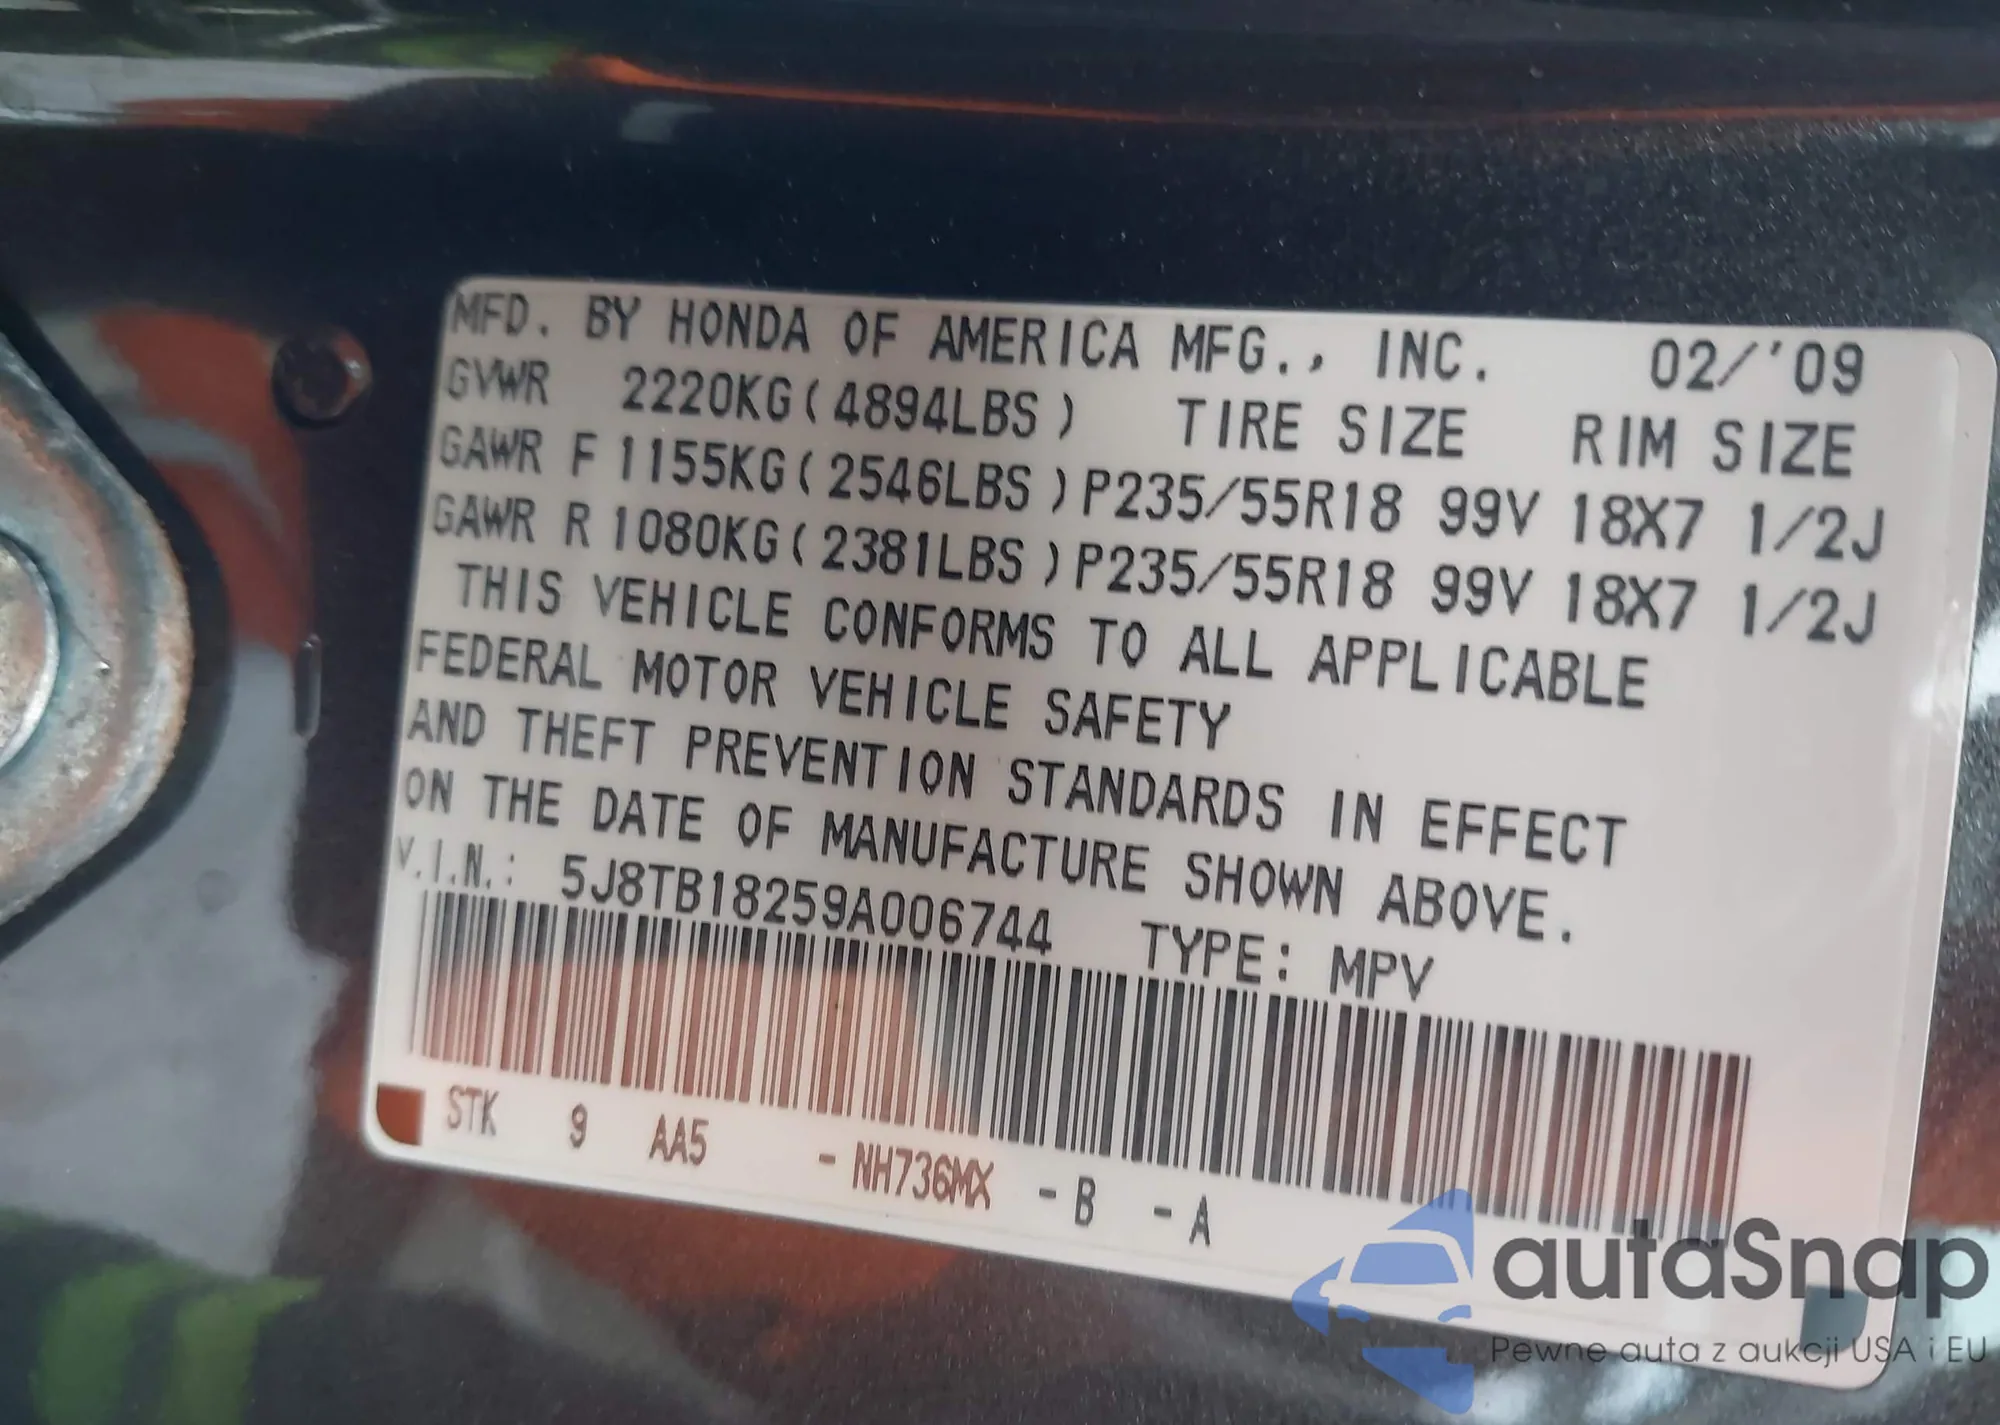 MFD. BY HONDA OF AMERICA MFG., INC. 02/'09
GVWR 2220KG(4894LBS) TIRE SIZE RIM SIZE
GAWR F 1155KG(2546LBS)P235/55R18 99V 18X7 1/2J
GAWR R 1080KG(2381LBS)P235/55R18 99V 18X7 1/2J
THIS VEHICLE CONFORMS TO ALL APPLICABLE
FEDERAL MOTOR VEHICLE SAFETY
AND THEFT PREVENTION STANDARDS IN EFFECT
ON THE DATE OF MANUFACTURE SHOWN ABOVE.
V.I.N.: 5J8TB18259A006744 TYPE: MPV
STK 9 AA5 -NH736MX -B -A
autaSnap
Pewne auta z aukcji USA i EU